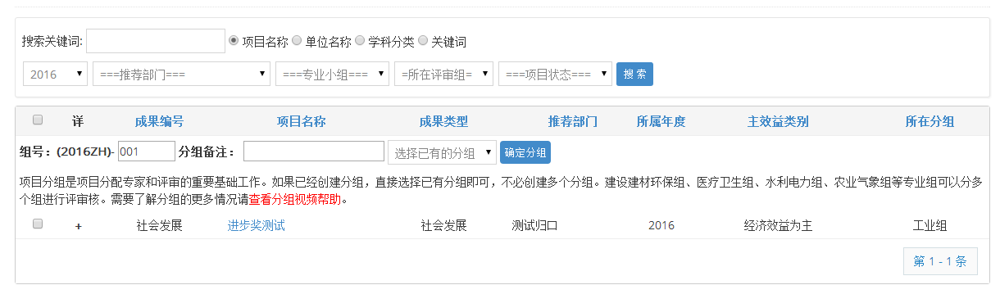 搜索关键词: 项目名称 单位名称 学科分类 关键词
2016 ===推荐部门=== ===专业小组=== =所在评审组= ===项目状态=== 搜 索
详 成果编号 项目名称 成果类型 推荐部门 所属年度 主效益类别 所在分组
组号：(2016ZH)- 001 分组备注： 选择已有的分组 确定分组
项目分组是项目分配专家和评审的重要基础工作。如果已经创建分组，直接选择已有分组即可，不必创建多个分组。建设建材环保组、医疗卫生组、水利电力组、农业气象组等专业组可以分多
个组进行评审核。需要了解分组的更多情况请查看分组视频帮助。
+ 社会发展 进步奖测试 社会发展 测试归口 2016 经济效益为主 工业组
第 1 - 1 条